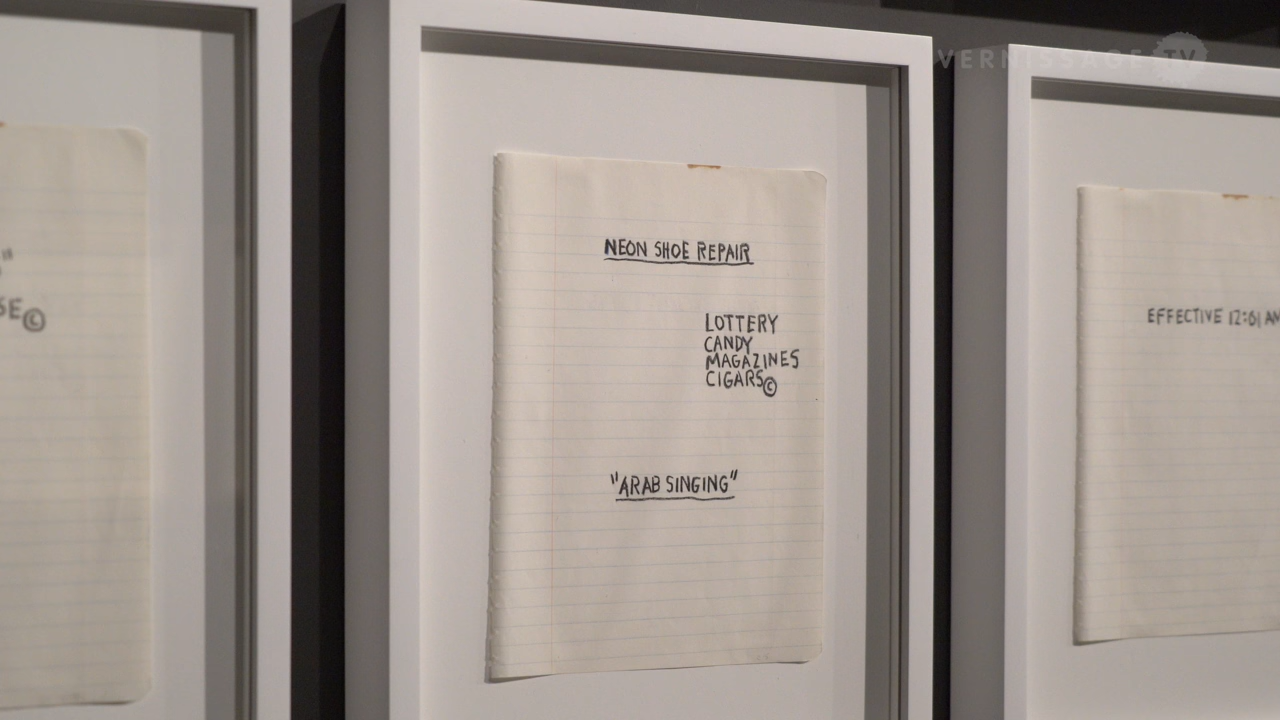 VERNISSAGE TV
SE©
NEON SHOE REPAIR
LOTTERY
CANDY
MAGAZINES
CIGARS©
"ARAB SINGING"
EFFECTIVE 12:01 AM